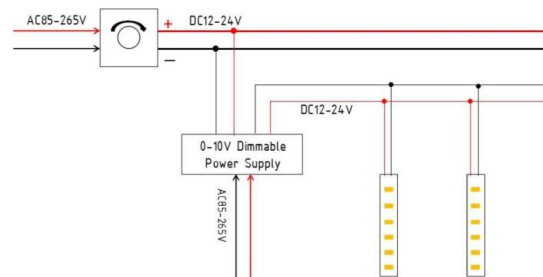 AC85-265V
+
DC12-24V
−
DC12-24V
0-10V Dimmable
Power Supply
AC85-265V